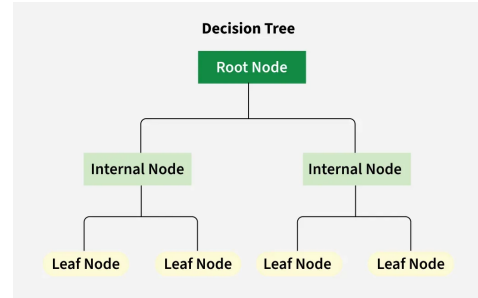 Decision Tree
Root Node
Internal Node
Internal Node
Leaf Node
Leaf Node
Leaf Node
Leaf Node